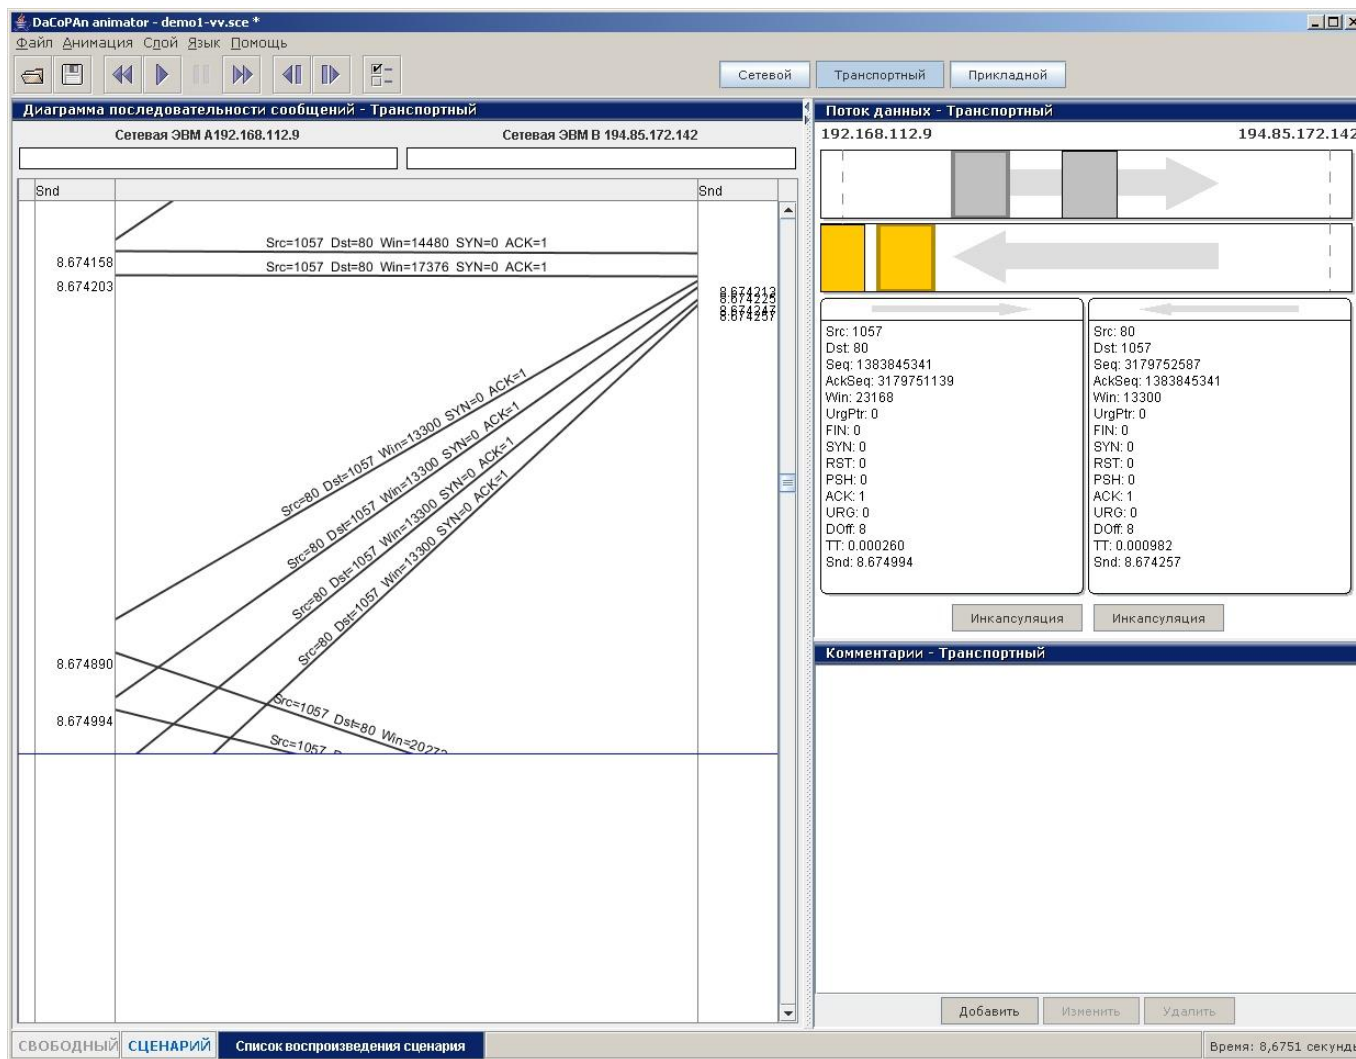 DaCoPAn animator - demo1-vv.sce *
Файл Анимация Слой Язык Помощь
Сетевой Транспортный Прикладной
Диаграмма последовательности сообщений - Транспортный
Сетевая ЭВМ А192.168.112.9 Сетевая ЭВМ В 194.85.172.142
Snd Snd
Src=1057 Dst=80 Win=14480 SYN=0 ACK=1
8.674158
Src=1057 Dst=80 Win=17376 SYN=0 ACK=1
8.674203
8.674213
8.674225
8.674247
8.674257
Src=80 Dst=1057 Win=13300 SYN=0 ACK=1
Src=80 Dst=1057 Win=13300 SYN=0 ACK=1
Src=80 Dst=1057 Win=13300 SYN=0 ACK=1
Src=80 Dst=1057 Win=13300 SYN=0 ACK=1
8.674890
Src=1057 Dst=80 Win=20272
8.674994
Src=1057
Поток данных - Транспортный
192.168.112.9 194.85.172.142
Src: 1057
Dst: 80
Seq: 1383845341
AckSeq: 3179751139
Win: 23168
UrgPtr: 0
FIN: 0
SYN: 0
RST: 0
PSH: 0
ACK: 1
URG: 0
DOff: 8
TT: 0.000260
Snd: 8.674994
Src: 80
Dst: 1057
Seq: 3179752587
AckSeq: 1383845341
Win: 13300
UrgPtr: 0
FIN: 0
SYN: 0
RST: 0
PSH: 0
ACK: 1
URG: 0
DOff: 8
TT: 0.000982
Snd: 8.674257
Инкапсуляция Инкапсуляция
Комментарии - Транспортный
Добавить Изменить Удалить
СВОБОДНЫЙ СЦЕНАРИЙ Список воспроизведения сценария
Время: 8,6751 секунды